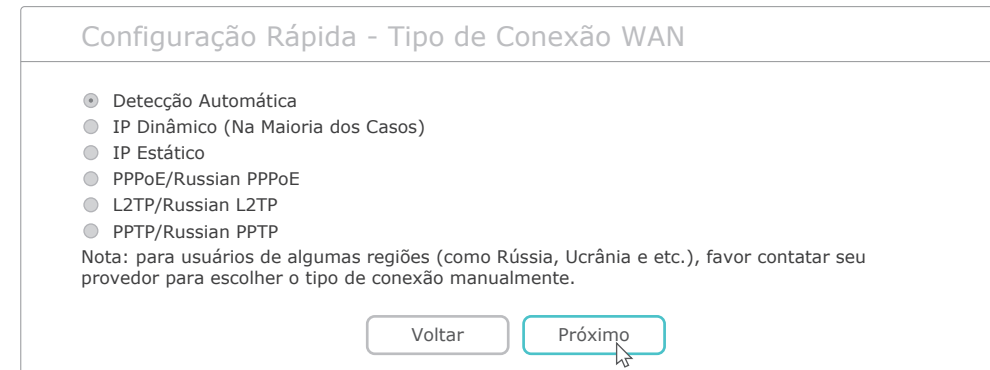 Configuração Rápida - Tipo de Conexão WAN
Detecção Automática
IP Dinâmico (Na Maioria dos Casos)
IP Estático
PPPoE/Russian PPPoE
L2TP/Russian L2TP
PPTP/Russian PPTP
Nota: para usuários de algumas regiões (como Rússia, Ucrânia e etc.), favor contatar seu
provedor para escolher o tipo de conexão manualmente.
Voltar
Próximo